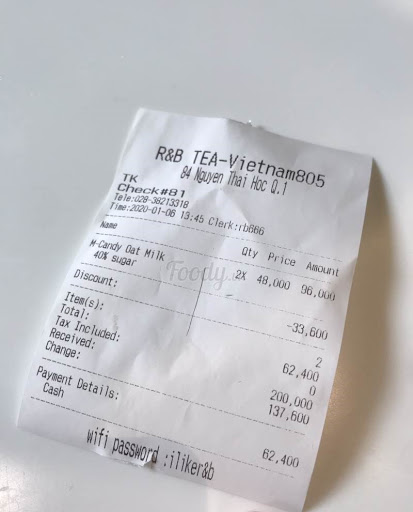 R&B TEA-Vietnam805
84 Nguyen Thai Hoc Q.1
TK
Check#81
Tele:028-38213318
Time:2020-01-06 13:45 Clerk:rb666
Name Qty Price Amount
M-Candy Oat Milk 2X 48,000 96,000
40% sugar
Discount: -33,600
Item(s): 2
Total: 62,400
Tax Included: 0
Received: 200,000
Change: 137,600
Payment Details:
Cash 62,400
wifi password :iliker&b
Foody